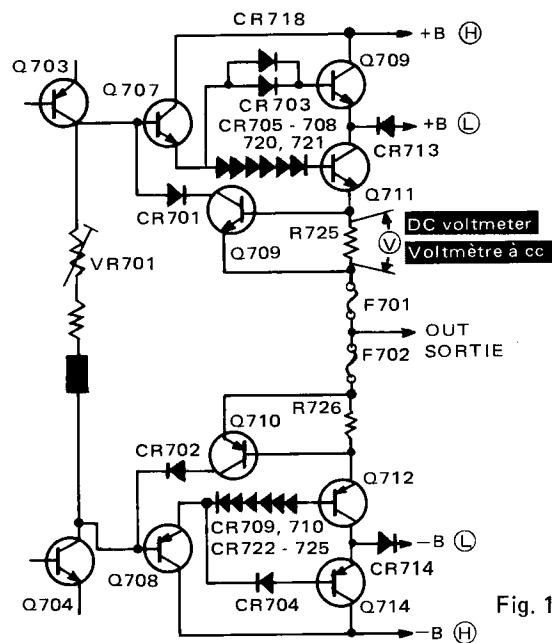 CR718
+B Ⓗ
Q703
Q709
Q707
CR703
+B Ⓛ
CR705 - 708
720, 721
CR713
Q711
CR701
Q709
R725
V
DC voltmeter
Voltmètre à cc
VR701
F701
OUT
SORTIE
F702
R726
Q710
CR702
Q712
CR709, 710
CR722 - 725
−B Ⓛ
CR714
Q708
CR704
Q714
Q704
−B Ⓗ
Fig. 1